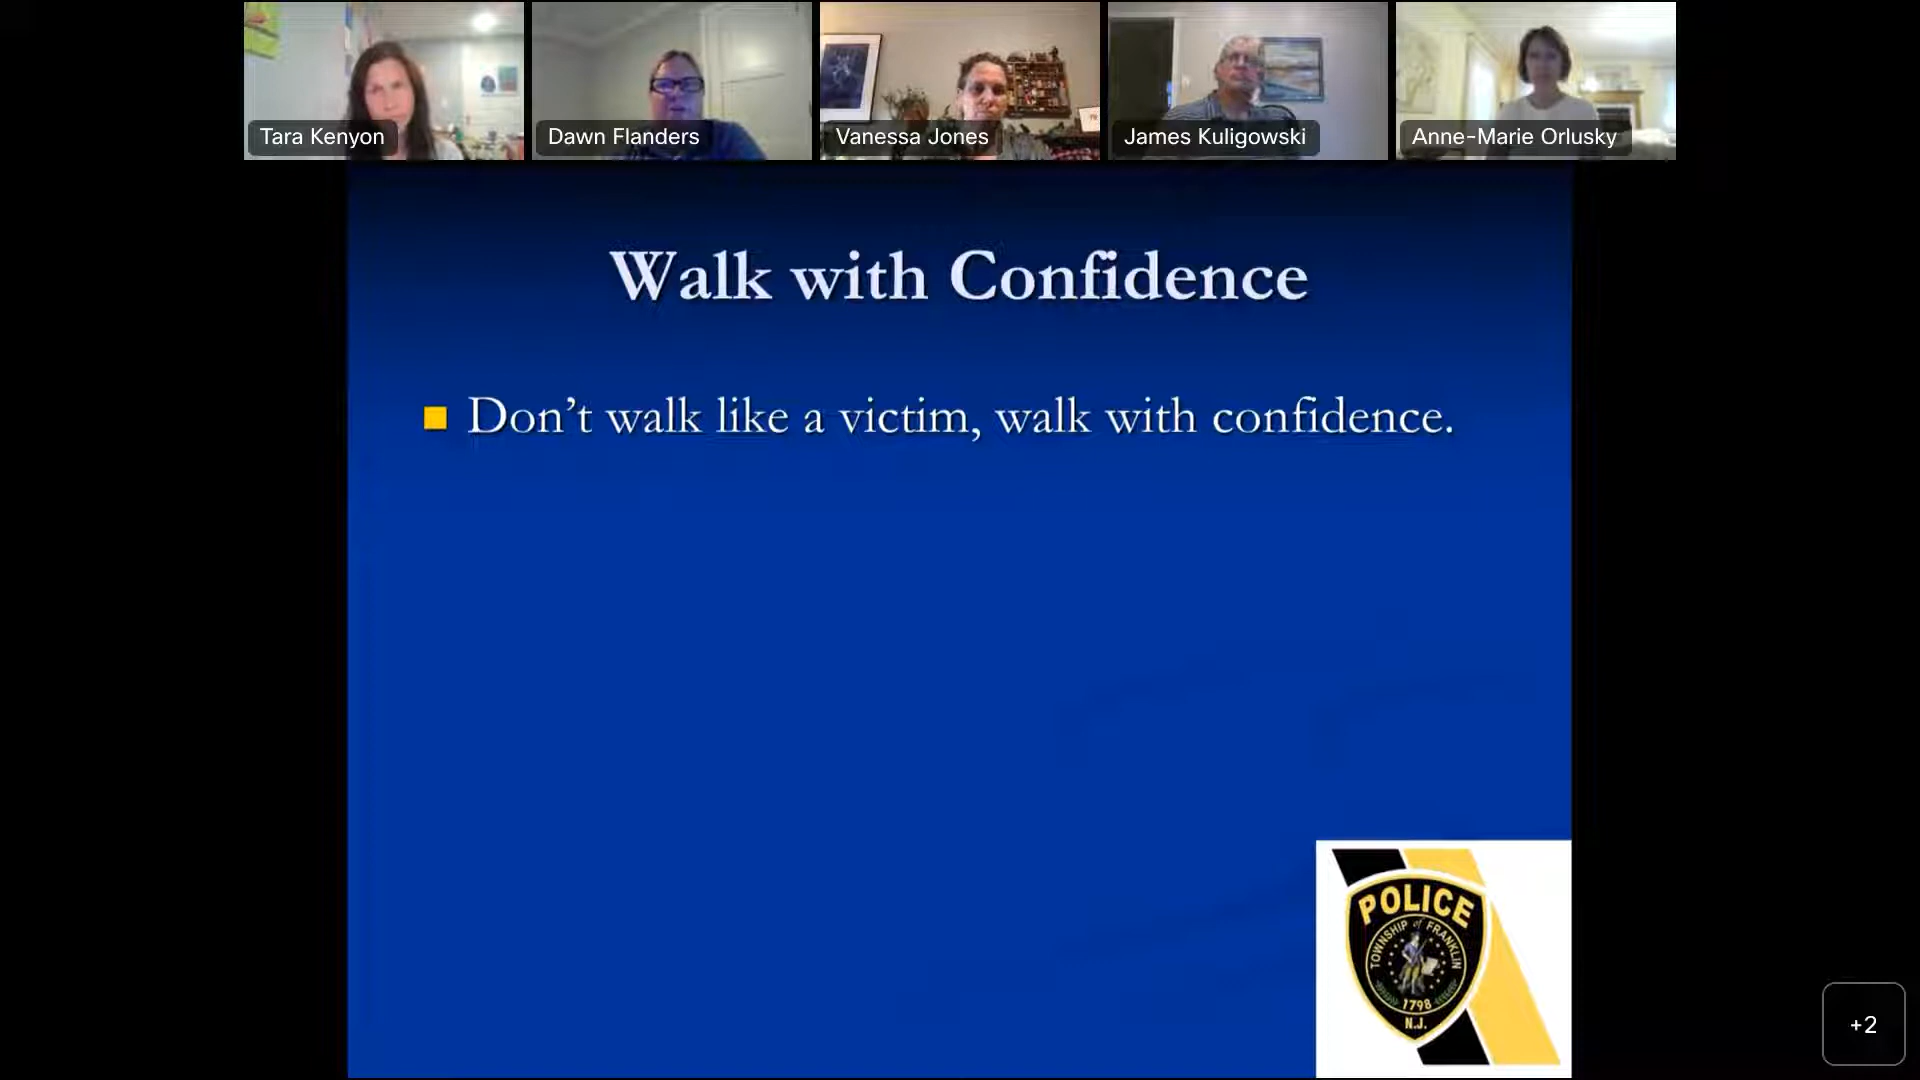 Tara Kenyon
Dawn Flanders
Vanessa Jones
James Kuligowski
Anne-Marie Orlusky
Walk with Confidence
Don’t walk like a victim, walk with confidence.
POLICE
TOWNSHIP of FRANKLIN
1798
N.J.
+2